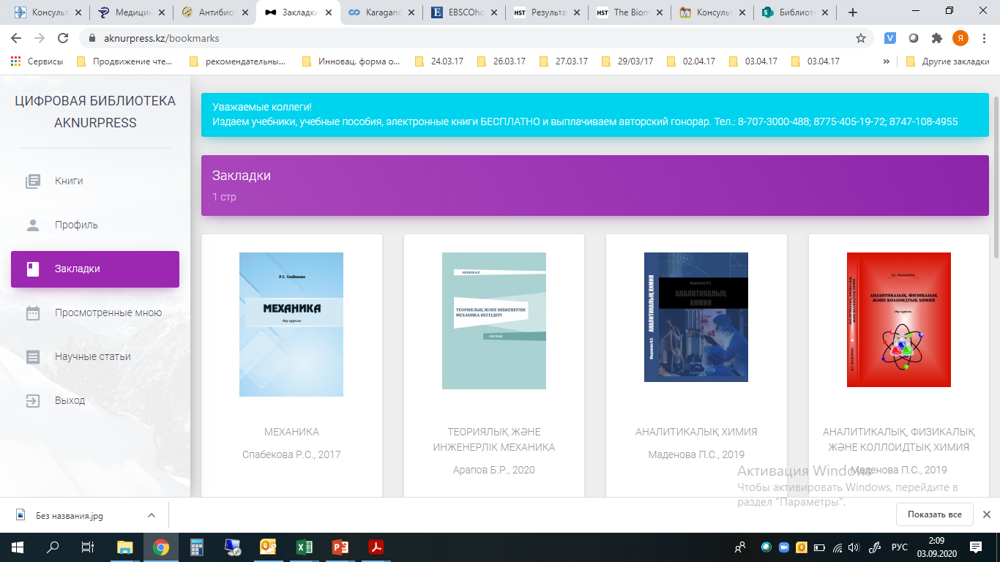 Консульт
Медицин
Антибио
Закладки
Karagand
EBSCOho
Результа
The Biom
Консульт
Библиоте
aknurpress.kz/bookmarks
Я
Сервисы
Продвижение чте...
рекомендательны...
Инновац. форма о...
24.03.17
26.03.17
27.03.17
29/03/17
02.04.17
03.04.17
03.04.17
»
Другие закладки
ЦИФРОВАЯ БИБЛИОТЕКА
AKNURPRESS
Книги
Профиль
Закладки
Просмотренные мною
Научные статьи
Выход
Уважаемые коллеги!
Издаем учебники, учебные пособия, электронные книги БЕСПЛАТНО и выплачиваем авторский гонорар. Тел.: 8-707-3000-488; 8775-405-19-72; 8747-108-4955
Закладки
1 стр
Р.С. Спабекова
МЕХАНИКА
Оқу құралы
МЕХАНИКА
Спабекова Р.С., 2017
АРАПОВ Б.Р.
ТЕОРИЯЛЫҚ ЖӘНЕ ИНЖЕНЕРЛІК
МЕХАНИКА НЕГІЗДЕРІ
ТЕОРИЯЛЫҚ ЖӘНЕ
ИНЖЕНЕРЛІК МЕХАНИКА
Арапов Б.Р., 2020
Маденова П.С.
АНАЛИТИКАЛЫҚ ХИМИЯ
Маденова П.С.
АНАЛИТИКАЛЫҚ
ХИМИЯ
АНАЛИТИКАЛЫҚ ХИМИЯ
Маденова П.С., 2019
П.С. МАДЕНОВА
АНАЛИТИКАЛЫҚ, ФИЗИКАЛЫҚ
ЖӘНЕ КОЛЛОИДТЫҚ ХИМИЯ
Оқу құралы
АНАЛИТИКАЛЫҚ, ФИЗИКАЛЫҚ
ЖӘНЕ КОЛЛОИДТЫҚ ХИМИЯ
Маденова П.С., 2019
Активация Windows
Чтобы активировать Windows, перейдите в
раздел "Параметры".
Без названия.jpg
Показать все
РУС
2:09
03.09.2020